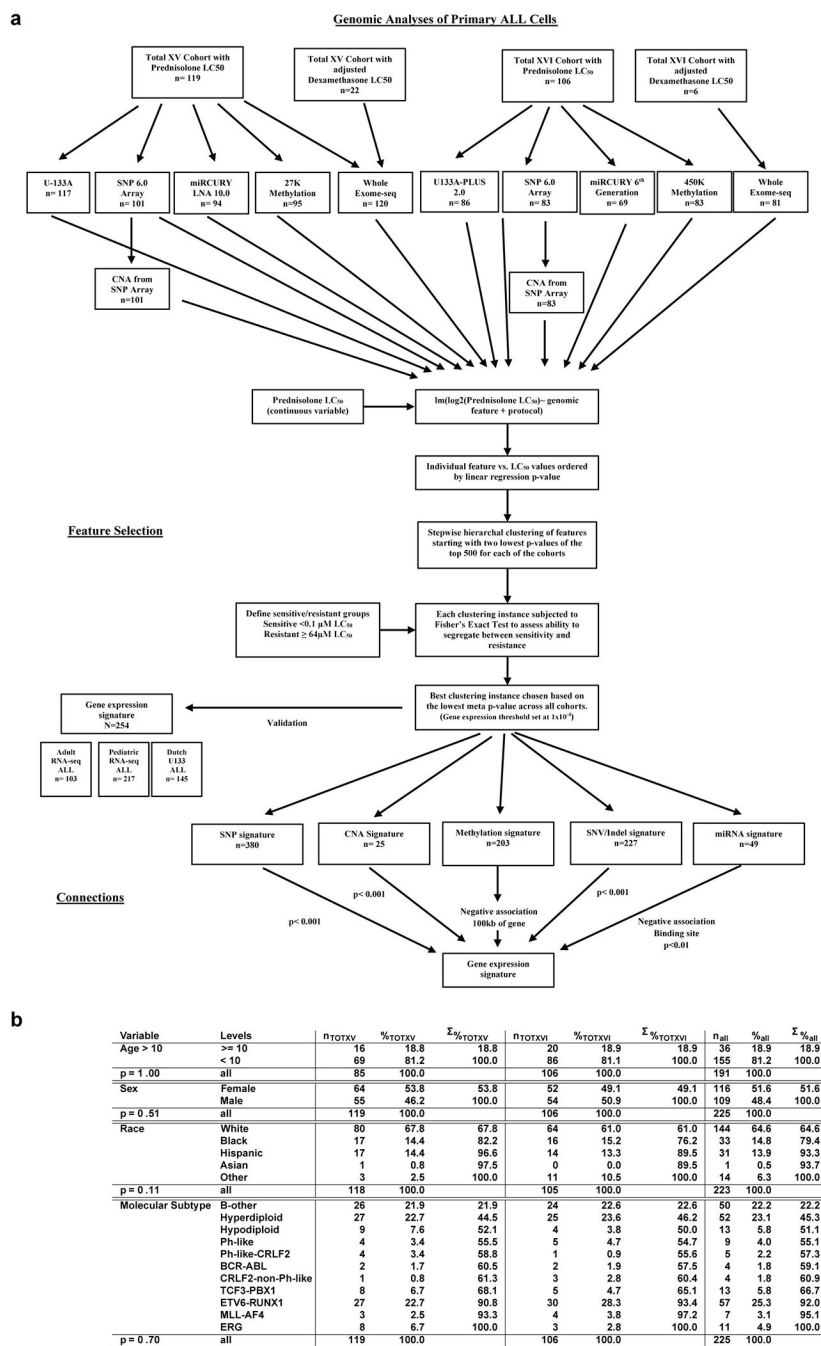 a
Genomic Analyses of Primary ALL Cells
Total XV Cohort with
Prednisolone LC50
n= 119
Total XV Cohort with
adjusted
Dexamethasone LC50
n=22
Total XVI Cohort with
Prednisolone LC₅₀
n= 106
Total XVI Cohort with
adjusted
Dexamethasone LC50
n=6
U-133A
n= 117
SNP 6.0
Array
n= 101
miRCURY
LNA 10.0
n= 94
27K
Methylation
n=95
Whole
Exome-seq
n= 120
U133A-PLUS
2.0
n= 86
SNP 6.0
Array
n= 83
miRCURY 6ᵗʰ
Generation
n= 69
450K
Methylation
n=83
Whole
Exome-seq
n= 81
CNA from
SNP Array
n=101
CNA from
SNP Array
n=83
Prednisolone LC₅₀
(continuous variable)
lm(log2(Prednisolone LC₅₀)~ genomic
feature + protocol)
Individual feature vs. LC₅₀ values ordered
by linear regression p-value
Feature Selection
Stepwise hierarchal clustering of features
starting with two lowest p-values of the
top 500 for each of the cohorts
Define sensitive/resistant groups
Sensitive <0.1 µM LC₅₀
Resistant ≥ 64µM LC₅₀
Each clustering instance subjected to
Fisher's Exact Test to assess ability to
segregate between sensitivity and
resistance
Gene expression
signature
N=254
Validation
Best clustering instance chosen based on
the lowest meta p-value across all cohorts.
Adult
RNA-seq
ALL
n= 103
Pediatric
RNA-seq
ALL
n= 217
Dutch
U133
ALL
n= 145
SNP signature
n=380
CNA Signature
n= 25
Methylation signature
n=203
SNV/Indel signature
n=227
miRNA signature
n=49
Connections
p< 0.001
p< 0.001
Negative association
100kb of gene
p< 0.001
Negative association
Binding site
p<0.01
Gene expression
signature
b
Variable Levels nTOTXV %TOTXV Σ%TOTXV nTOTXVI %TOTXVI Σ%TOTXVI nall %all Σ%all
Age > 10 >= 10 16 18.8 18.8 20 18.9 18.9 36 18.9 18.9
< 10 69 81.2 100.0 86 81.1 100.0 155 81.2 100.0
p = 1.00 all 85 100.0 106 100.0 191 100.0
Sex Female 64 53.8 53.8 52 49.1 49.1 116 51.6 51.6
Male 55 46.2 100.0 54 50.9 100.0 109 48.4 100.0
p = 0.51 all 119 100.0 106 100.0 225 100.0
Race White 80 67.8 67.8 64 61.0 61.0 144 64.6 64.6
Black 17 14.4 82.2 16 15.2 76.2 33 14.8 79.4
Hispanic 17 14.4 96.6 14 13.3 89.5 31 13.9 93.3
Asian 1 0.8 97.5 0 0.0 89.5 1 0.5 93.7
Other 3 2.5 100.0 11 10.5 100.0 14 6.3 100.0
p = 0.11 all 118 100.0 105 100.0 223 100.0
Molecular Subtype B-other 26 21.9 21.9 24 22.6 22.6 50 22.2 22.2
Hyperdiploid 27 22.7 44.5 25 23.6 46.2 52 23.1 45.3
Hypodiploid 9 7.6 52.1 4 3.8 50.0 13 5.8 51.1
Ph-like 4 3.4 55.5 5 4.7 54.7 9 4.0 55.1
Ph-like-CRLF2 4 3.4 58.8 1 0.9 55.6 5 2.2 57.3
BCR-ABL 2 1.7 60.5 2 1.9 57.5 4 1.8 59.1
CRLF2-non-Ph-like 1 0.8 61.3 3 2.8 60.4 4 1.8 60.9
TCF3-PBX1 8 6.7 68.1 5 4.7 65.1 13 5.8 66.7
ETV6-RUNX1 27 22.7 90.8 30 28.3 93.4 57 25.3 92.0
MLL-AF4 3 2.5 93.3 4 3.8 97.2 7 3.1 95.1
ERG 8 6.7 100.0 3 2.8 100.0 11 4.9 100.0
p = 0.70 all 119 100.0 106 100.0 225 100.0